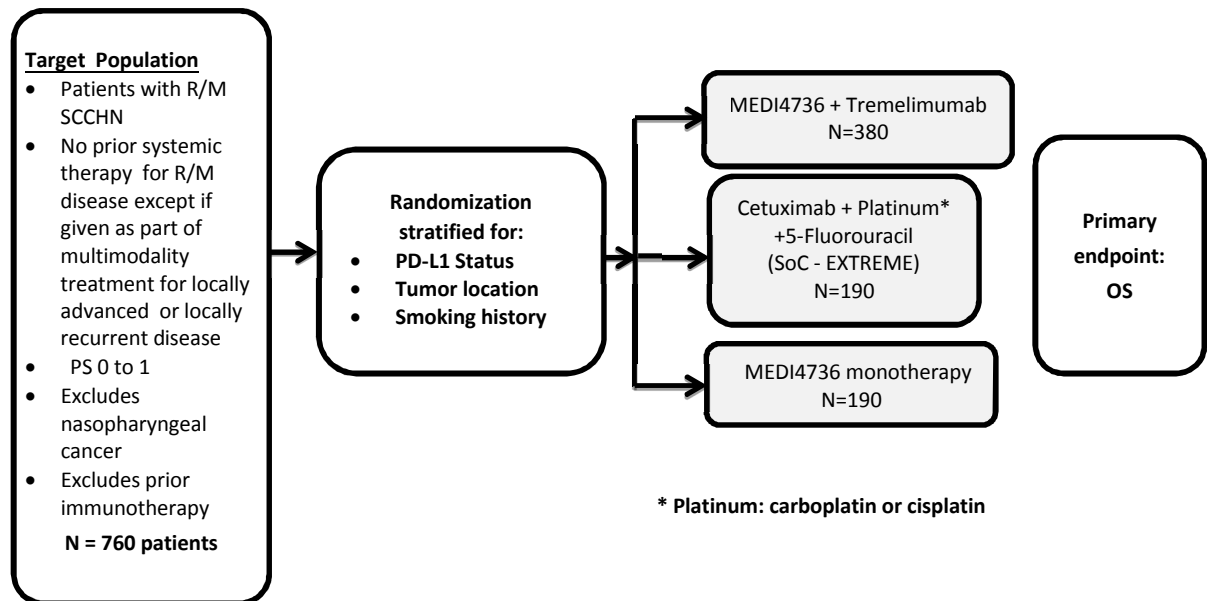 Target Population
• Patients with R/M
SCCHN
• No prior systemic
therapy for R/M
disease except if
given as part of
multimodality
treatment for locally
advanced or locally
recurrent disease
• PS 0 to 1
• Excludes
nasopharyngeal
cancer
• Excludes prior
immunotherapy
N = 760 patients
Randomization
stratified for:
• PD-L1 Status
• Tumor location
• Smoking history
MEDI4736 + Tremelimumab
N=380
Cetuximab + Platinum*
+5-Fluorouracil
(SoC - EXTREME)
N=190
MEDI4736 monotherapy
N=190
Primary
endpoint:
OS
* Platinum: carboplatin or cisplatin